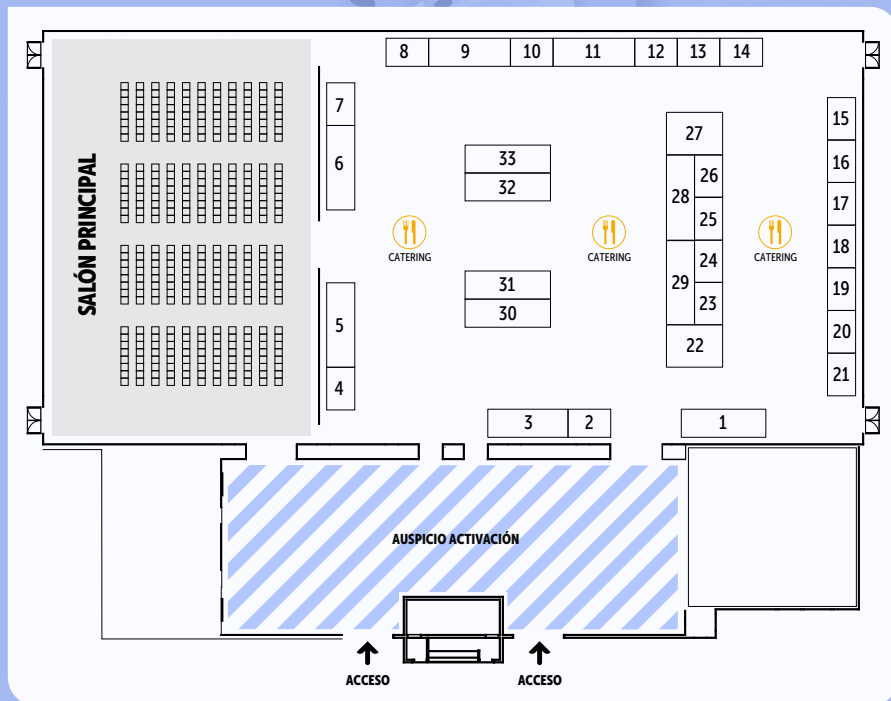 8 9 10 11 12 13 14
7
6
5
4
SALÓN PRINCIPAL
33
32
31
30
27
26
28
25
24
29
23
22
15
16
17
18
19
20
21
CATERING
CATERING
CATERING
3 2 1
AUSPICIO ACTIVACIÓN
ACCESO
ACCESO